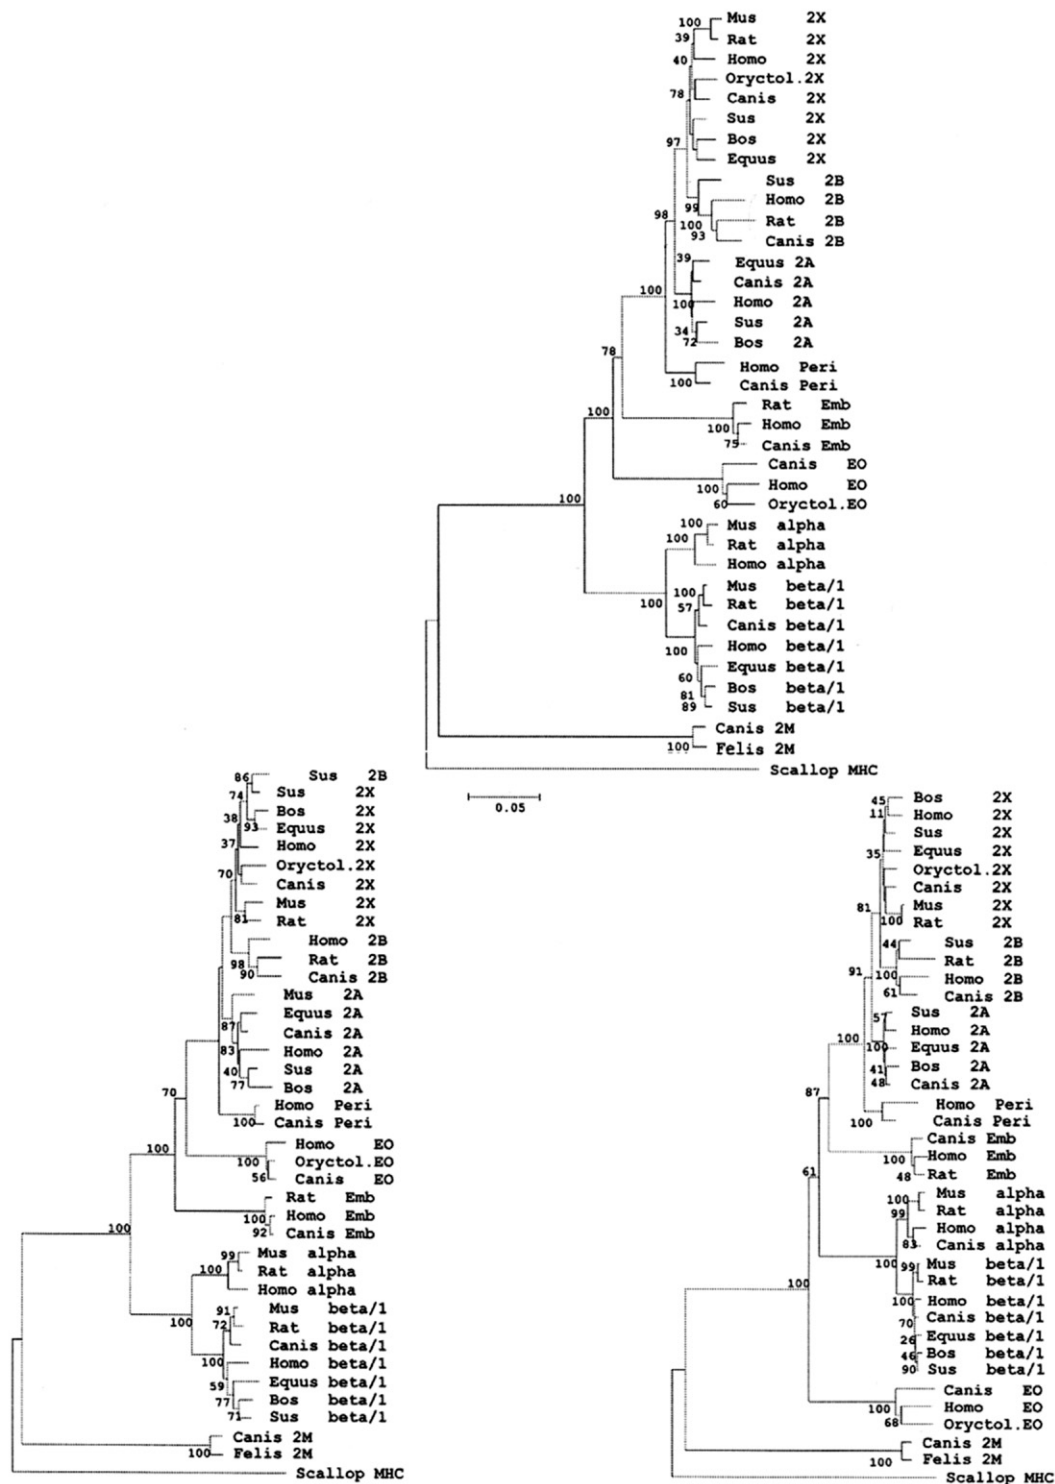 100 Mus 2X
39 Rat 2X
40 Homo 2X
Oryctol.2X
78 Canis 2X
Sus 2X
97 Bos 2X
Equus 2X
Sus 2B
99 Homo 2B
98 100 Rat 2B
93 Canis 2B
39 Equus 2A
Canis 2A
100 100 Homo 2A
34 Sus 2A
72 Bos 2A
78 Homo Peri
100 Canis Peri
Rat Emb
100 100 Homo Emb
75 Canis Emb
Canis EO
100 100 Homo EO
60 Oryctol.EO
100 Mus alpha
100 Rat alpha
Homo alpha
100 Mus beta/1
100 57 Rat beta/1
Canis beta/1
100 Homo beta/1
60 Equus beta/1
81 Bos beta/1
89 Sus beta/1
Canis 2M
100 Felis 2M
Scallop MHC
0.05
86 Sus 2B
74 Sus 2X
38 Bos 2X
93 Equus 2X
37 Homo 2X
70 Oryctol.2X
Canis 2X
Mus 2X
81 Rat 2X
Homo 2B
98 Rat 2B
90 Canis 2B
Mus 2A
Equus 2A
87 Canis 2A
83 Homo 2A
40 Sus 2A
77 Bos 2A
70 Homo Peri
100 Canis Peri
100 Homo EO
100 Oryctol.EO
56 Canis EO
Rat Emb
100 Homo Emb
100 92 Canis Emb
99 Mus alpha
Rat alpha
100 Homo alpha
91 Mus beta/1
100 72 Rat beta/1
Canis beta/1
100 Homo beta/1
59 Equus beta/1
77 Bos beta/1
71 Sus beta/1
Canis 2M
100 Felis 2M
Scallop MHC
45 Bos 2X
11 Homo 2X
Sus 2X
35 Equus 2X
Oryctol.2X
Canis 2X
81 Mus 2X
100 Rat 2X
44 Sus 2B
Rat 2B
91 100 Homo 2B
61 Canis 2B
57 Sus 2A
Homo 2A
100 100 Equus 2A
41 Bos 2A
48 Canis 2A
87 Homo Peri
100 Canis Peri
Canis Emb
100 Homo Emb
61 48 Rat Emb
100 Mus alpha
99 Rat alpha
Homo alpha
83 Canis alpha
100 99 Mus beta/1
100 Rat beta/1
100 Homo beta/1
70 Canis beta/1
26 Equus beta/1
46 Bos beta/1
90 Sus beta/1
Canis EO
100 Homo EO
68 Oryctol.EO
Canis 2M
100 Felis 2M
Scallop MHC